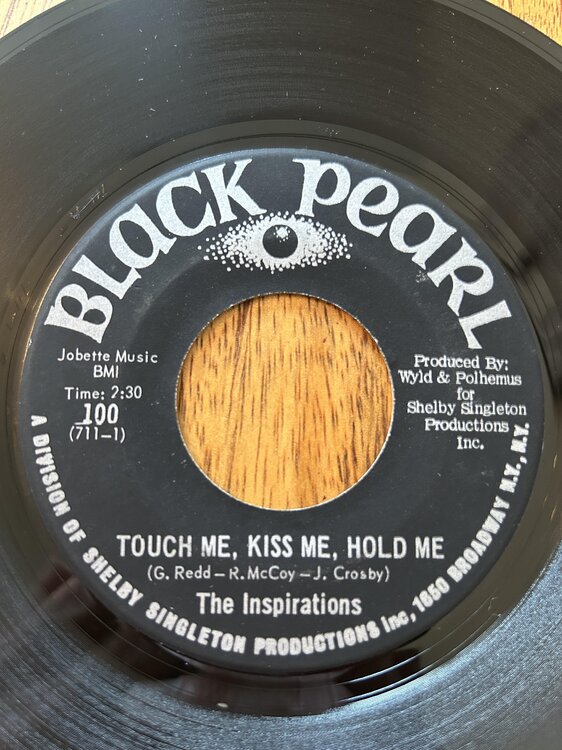 BLACK PEARL
Jobette Music
BMI
Time: 2:30
100
(711-1)
Produced By:
Wyld & Polhemus
for
Shelby Singleton
Productions
Inc.
TOUCH ME, KISS ME, HOLD ME
(G. Redd - R. McCoy - J. Crosby)
The Inspirations
A DIVISION OF SHELBY SINGLETON PRODUCTIONS Inc, 1650 BROADWAY N.Y., N.Y.